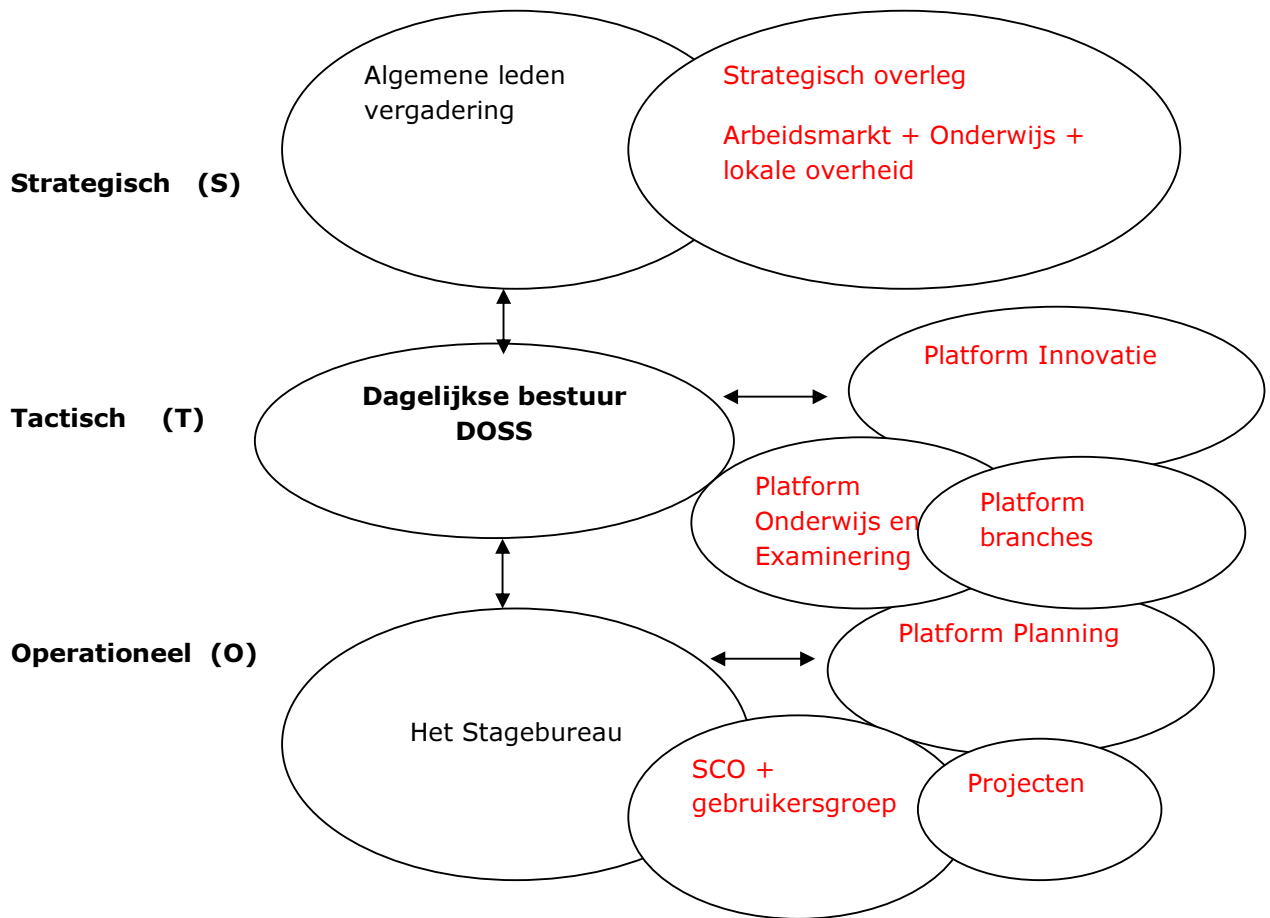 Algemene leden
vergadering
Strategisch overleg
Arbeidsmarkt + Onderwijs +
lokale overheid
Strategisch (S)
Platform Innovatie
Dagelijkse bestuur
DOSS
Tactisch (T)
Platform
Onderwijs en
Examinering
Platform
branches
Operationeel (O)
Platform Planning
Het Stagebureau
SCO +
gebruikersgroep
Projecten